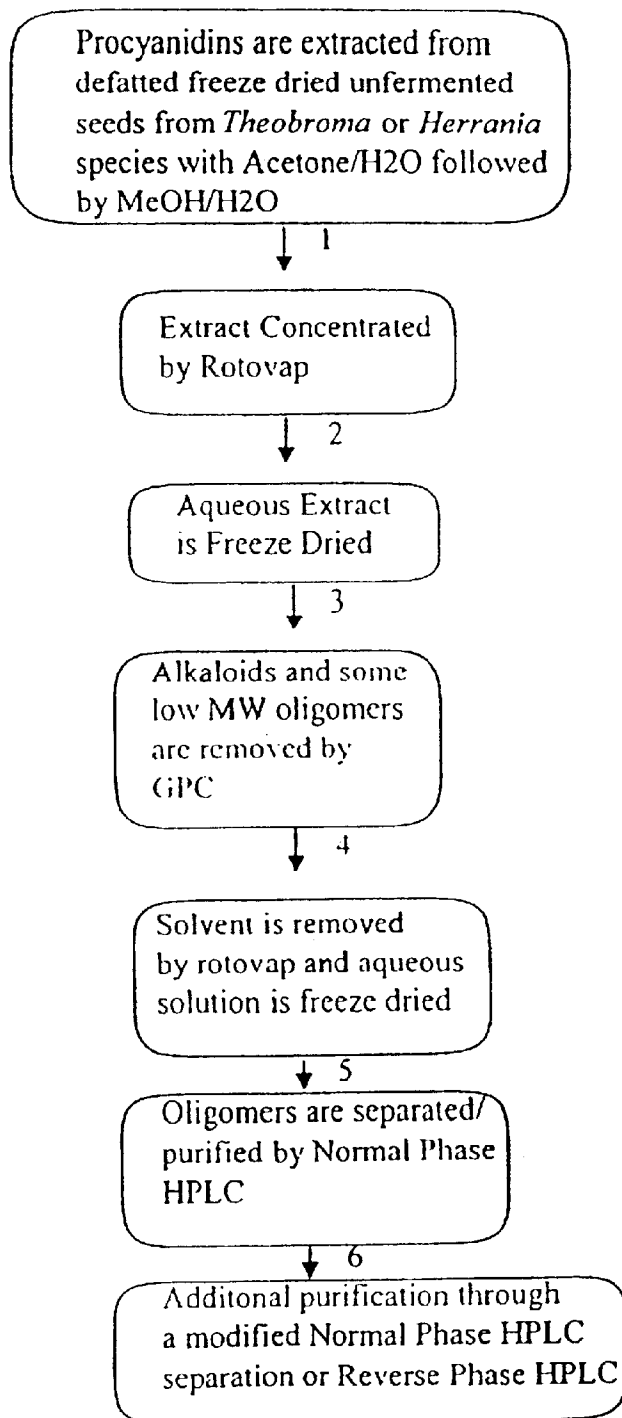 Procyanidins are extracted from
defatted freeze dried unfermented
seeds from Theobroma or Herrania
species with Acetone/H2O followed
by MeOH/H2O
1
Extract Concentrated
by Rotovap
2
Aqueous Extract
is Freeze Dried
3
Alkaloids and some
low MW oligomers
are removed by
GPC
4
Solvent is removed
by rotovap and aqueous
solution is freeze dried
5
Oligomers are separated/
purified by Normal Phase
HPLC
6
Additonal purification through
a modified Normal Phase HPLC
separation or Reverse Phase HPLC